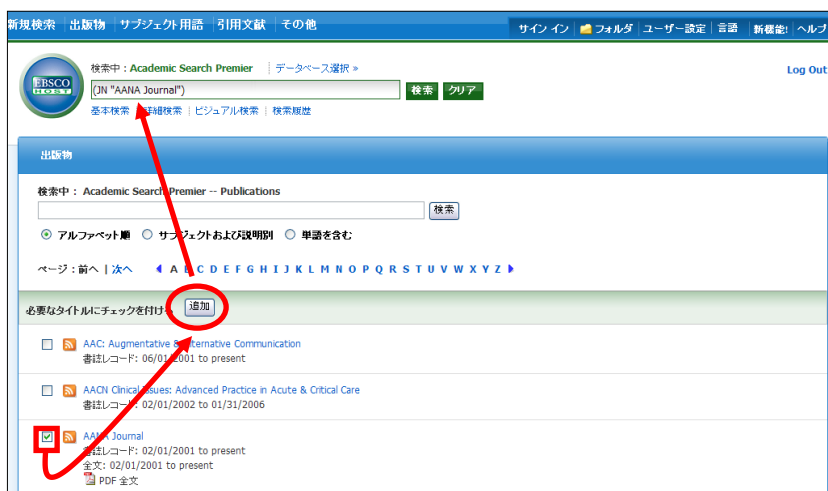 新規検索 出版物 サブジェクト用語 引用文献 その他
サイン イン フォルダ ユーザー設定 言語 新機能! ヘルプ
EBSCO HOST
検索中：Academic Search Premier データベース選択 »
Log Out
(JN "AANA Journal") 検索 クリア
基本検索 詳細検索 ビジュアル検索 検索履歴
出版物
検索中： Academic Search Premier -- Publications
検索
アルファベット順 サブジェクトおよび説明別 単語を含む
ページ：前へ | 次へ A B C D E F G H I J K L M N O P Q R S T U V W X Y Z
必要なタイトルにチェックを付ける 追加
AAC: Augmentative & Alternative Communication
書誌レコード: 06/01/2001 to present
AACN Clinical Issues: Advanced Practice in Acute & Critical Care
書誌レコード: 02/01/2002 to 01/31/2006
AANA Journal
書誌レコード: 02/01/2001 to present
全文: 02/01/2001 to present
PDF 全文